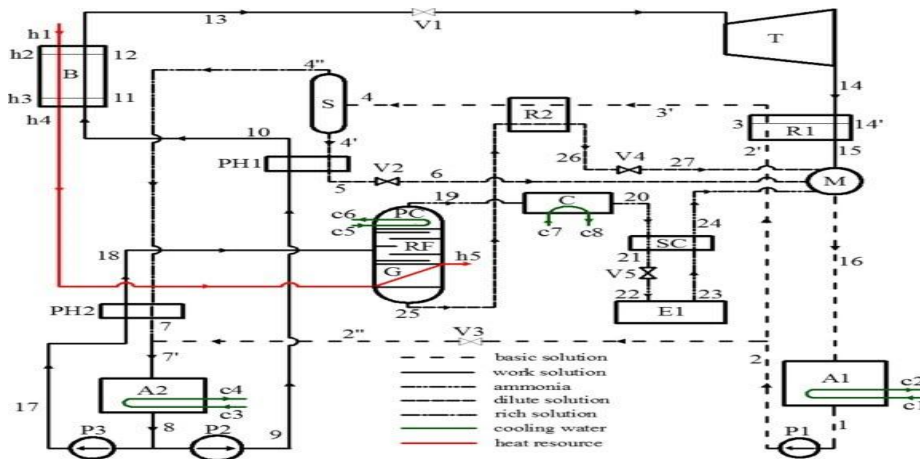 13 V1 T
h1
h2 12
B
h3 11
h4
4" S 4
R2
3'
14
3 R1 14'
2' 15
10
PH1 4'
5 V2 6
26 V4 27
M
19
c6 PC
c5
C 20
c7 c8
24
18 RF
G h5
SC
21
V5
16
22 23
E1
25
PH2
7
7'
2" V3
2
basic solution
work solution
ammonia
dilute solution
rich solution
cooling water
heat resource
A2 c4
c3
A1 c2
c1
17
8
P3 P2 9
1
P1